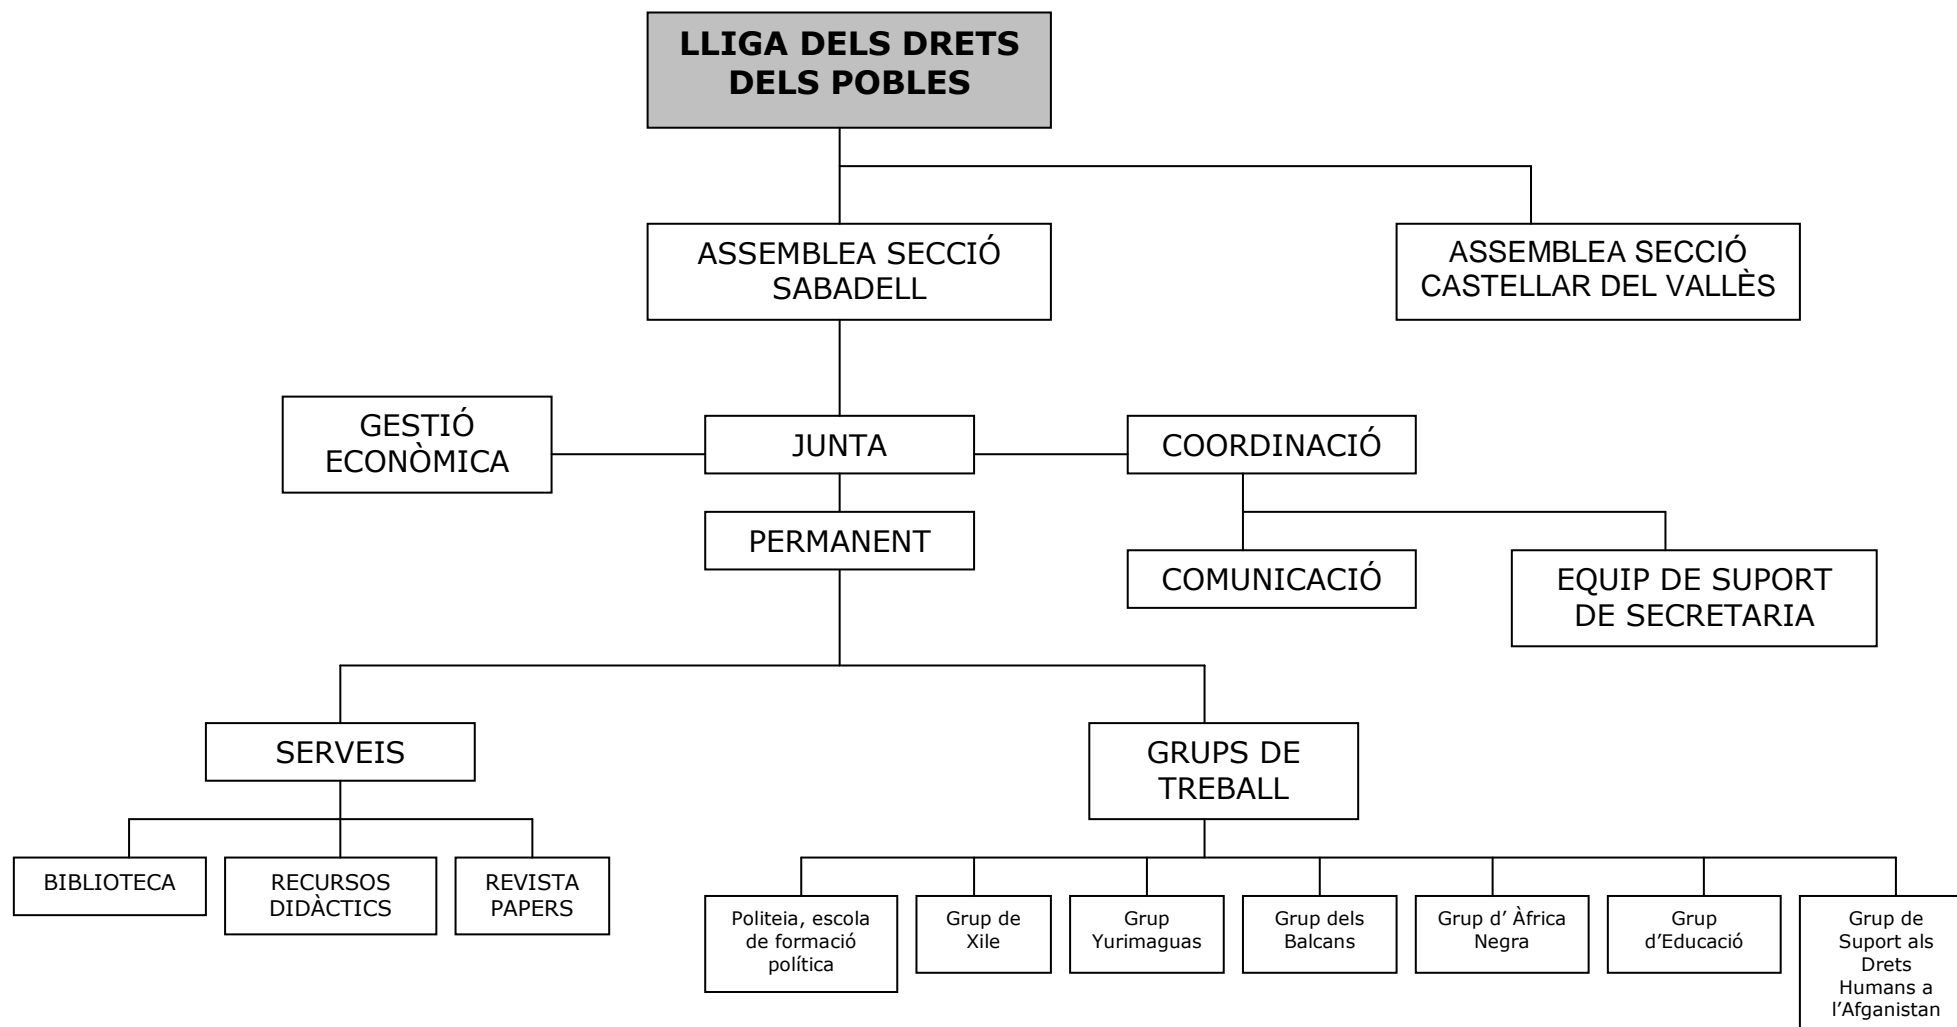 LLIGA DELS DRETS
DELS POBLES
ASSEMBLEA SECCIÓ
SABADELL
ASSEMBLEA SECCIÓ
CASTELLAR DEL VALLÈS
GESTIÓ
ECONÒMICA
JUNTA
COORDINACIÓ
PERMANENT
COMUNICACIÓ
EQUIP DE SUPORT
DE SECRETARIA
SERVEIS
GRUPS DE
TREBALL
BIBLIOTECA
RECURSOS
DIDÀCTICS
REVISTA
PAPERS
Politeia, escola
de formació
política
Grup de
Xile
Grup
Yurimaguas
Grup dels
Balcans
Grup d’ Àfrica
Negra
Grup
d’Educació
Grup de
Suport als
Drets
Humans a
l’Afganistan